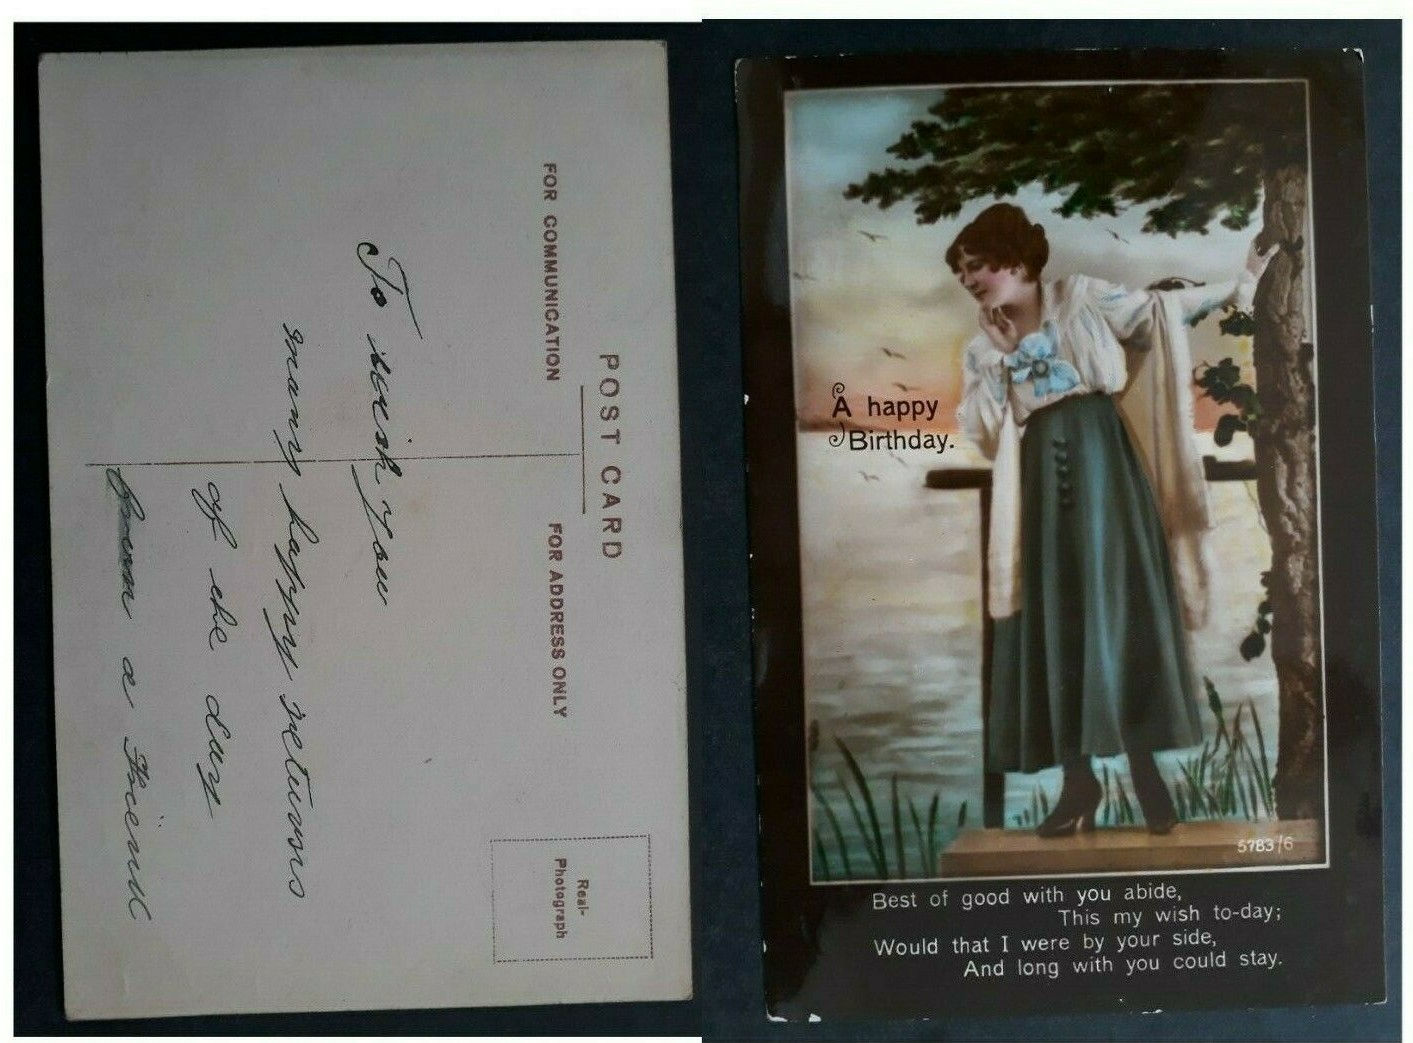 POST CARD
FOR COMMUNICATION
FOR ADDRESS ONLY
Real-
Photograph
To wish you
many happy returns
of the day
from a Friend
A happy
Birthday.
5783/6
Best of good with you abide,
This my wish to-day;
Would that I were by your side,
And long with you could stay.